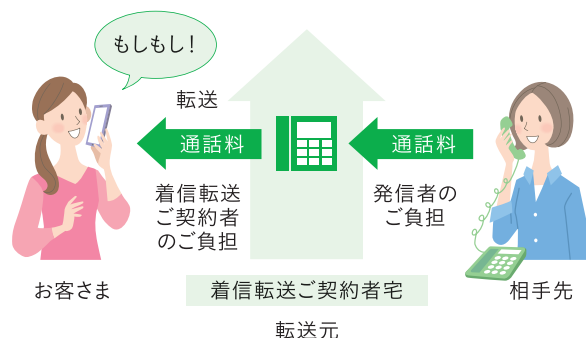 もしもし！
転送
通話料
通話料
着信転送
ご契約者
のご負担
発信者の
ご負担
お客さま
着信転送ご契約者宅
相手先
転送元